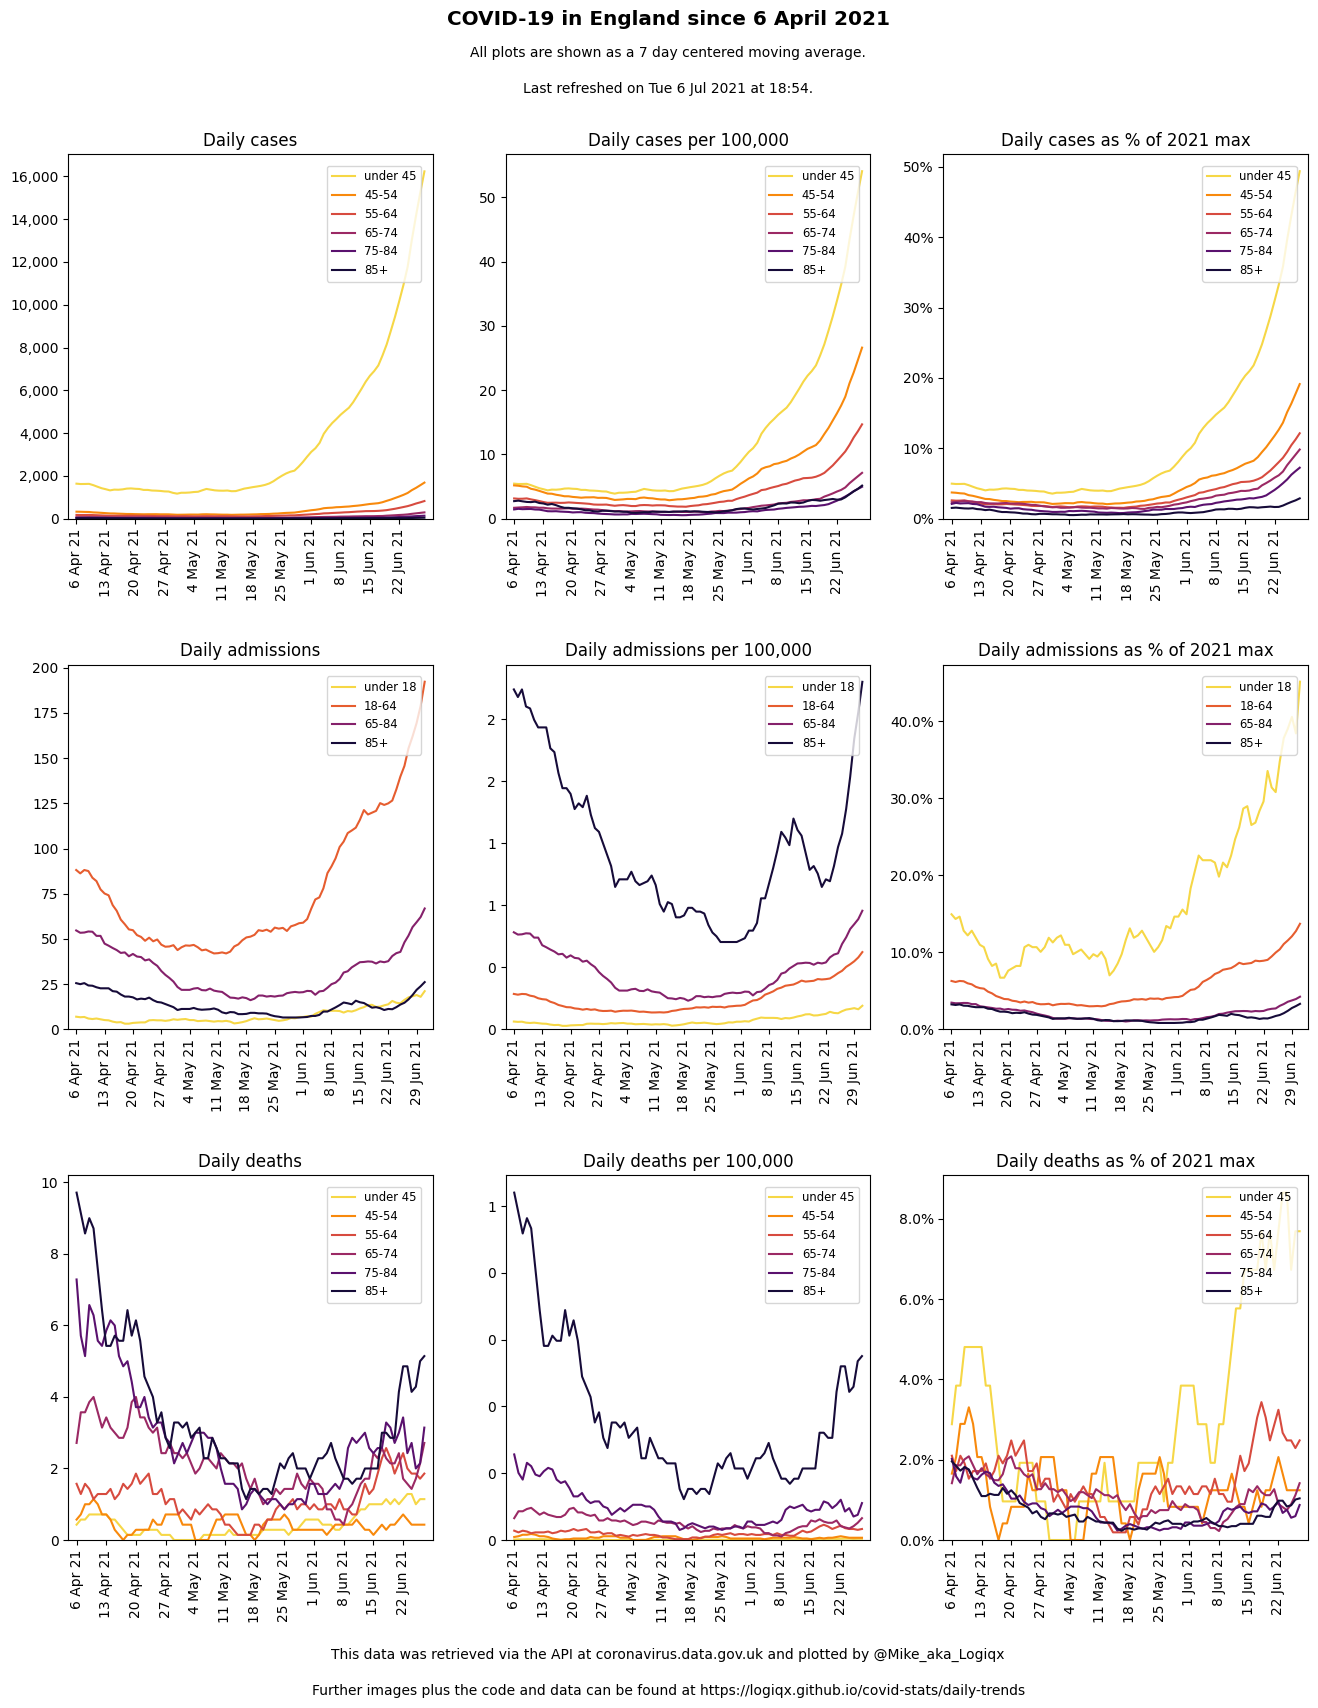 COVID-19 in England since 6 April 2021
All plots are shown as a 7 day centered moving average.
Last refreshed on Tue 6 Jul 2021 at 18:54.
Daily cases
16,000
14,000
12,000
10,000
8,000
6,000
4,000
2,000
0
under 45
45-54
55-64
65-74
75-84
85+
6 Apr 21
13 Apr 21
20 Apr 21
27 Apr 21
4 May 21
11 May 21
18 May 21
25 May 21
1 Jun 21
8 Jun 21
15 Jun 21
22 Jun 21
Daily cases per 100,000
50
40
30
20
10
0
under 45
45-54
55-64
65-74
75-84
85+
6 Apr 21
13 Apr 21
20 Apr 21
27 Apr 21
4 May 21
11 May 21
18 May 21
25 May 21
1 Jun 21
8 Jun 21
15 Jun 21
22 Jun 21
Daily cases as % of 2021 max
50%
40%
30%
20%
10%
0%
under 45
45-54
55-64
65-74
75-84
85+
6 Apr 21
13 Apr 21
20 Apr 21
27 Apr 21
4 May 21
11 May 21
18 May 21
25 May 21
1 Jun 21
8 Jun 21
15 Jun 21
22 Jun 21
Daily admissions
200
175
150
125
100
75
50
25
0
under 18
18-64
65-84
85+
6 Apr 21
13 Apr 21
20 Apr 21
27 Apr 21
4 May 21
11 May 21
18 May 21
25 May 21
1 Jun 21
8 Jun 21
15 Jun 21
22 Jun 21
29 Jun 21
Daily admissions per 100,000
2
2
1
1
0
0
under 18
18-64
65-84
85+
6 Apr 21
13 Apr 21
20 Apr 21
27 Apr 21
4 May 21
11 May 21
18 May 21
25 May 21
1 Jun 21
8 Jun 21
15 Jun 21
22 Jun 21
29 Jun 21
Daily admissions as % of 2021 max
40.0%
30.0%
20.0%
10.0%
0.0%
under 18
18-64
65-84
85+
6 Apr 21
13 Apr 21
20 Apr 21
27 Apr 21
4 May 21
11 May 21
18 May 21
25 May 21
1 Jun 21
8 Jun 21
15 Jun 21
22 Jun 21
29 Jun 21
Daily deaths
10
8
6
4
2
0
under 45
45-54
55-64
65-74
75-84
85+
6 Apr 21
13 Apr 21
20 Apr 21
27 Apr 21
4 May 21
11 May 21
18 May 21
25 May 21
1 Jun 21
8 Jun 21
15 Jun 21
22 Jun 21
Daily deaths per 100,000
1
0
0
0
0
0
under 45
45-54
55-64
65-74
75-84
85+
6 Apr 21
13 Apr 21
20 Apr 21
27 Apr 21
4 May 21
11 May 21
18 May 21
25 May 21
1 Jun 21
8 Jun 21
15 Jun 21
22 Jun 21
Daily deaths as % of 2021 max
8.0%
6.0%
4.0%
2.0%
0.0%
under 45
45-54
55-64
65-74
75-84
85+
6 Apr 21
13 Apr 21
20 Apr 21
27 Apr 21
4 May 21
11 May 21
18 May 21
25 May 21
1 Jun 21
8 Jun 21
15 Jun 21
22 Jun 21
This data was retrieved via the API at coronavirus.data.gov.uk and plotted by @Mike_aka_Logiqx
Further images plus the code and data can be found at https://logiqx.github.io/covid-stats/daily-trends